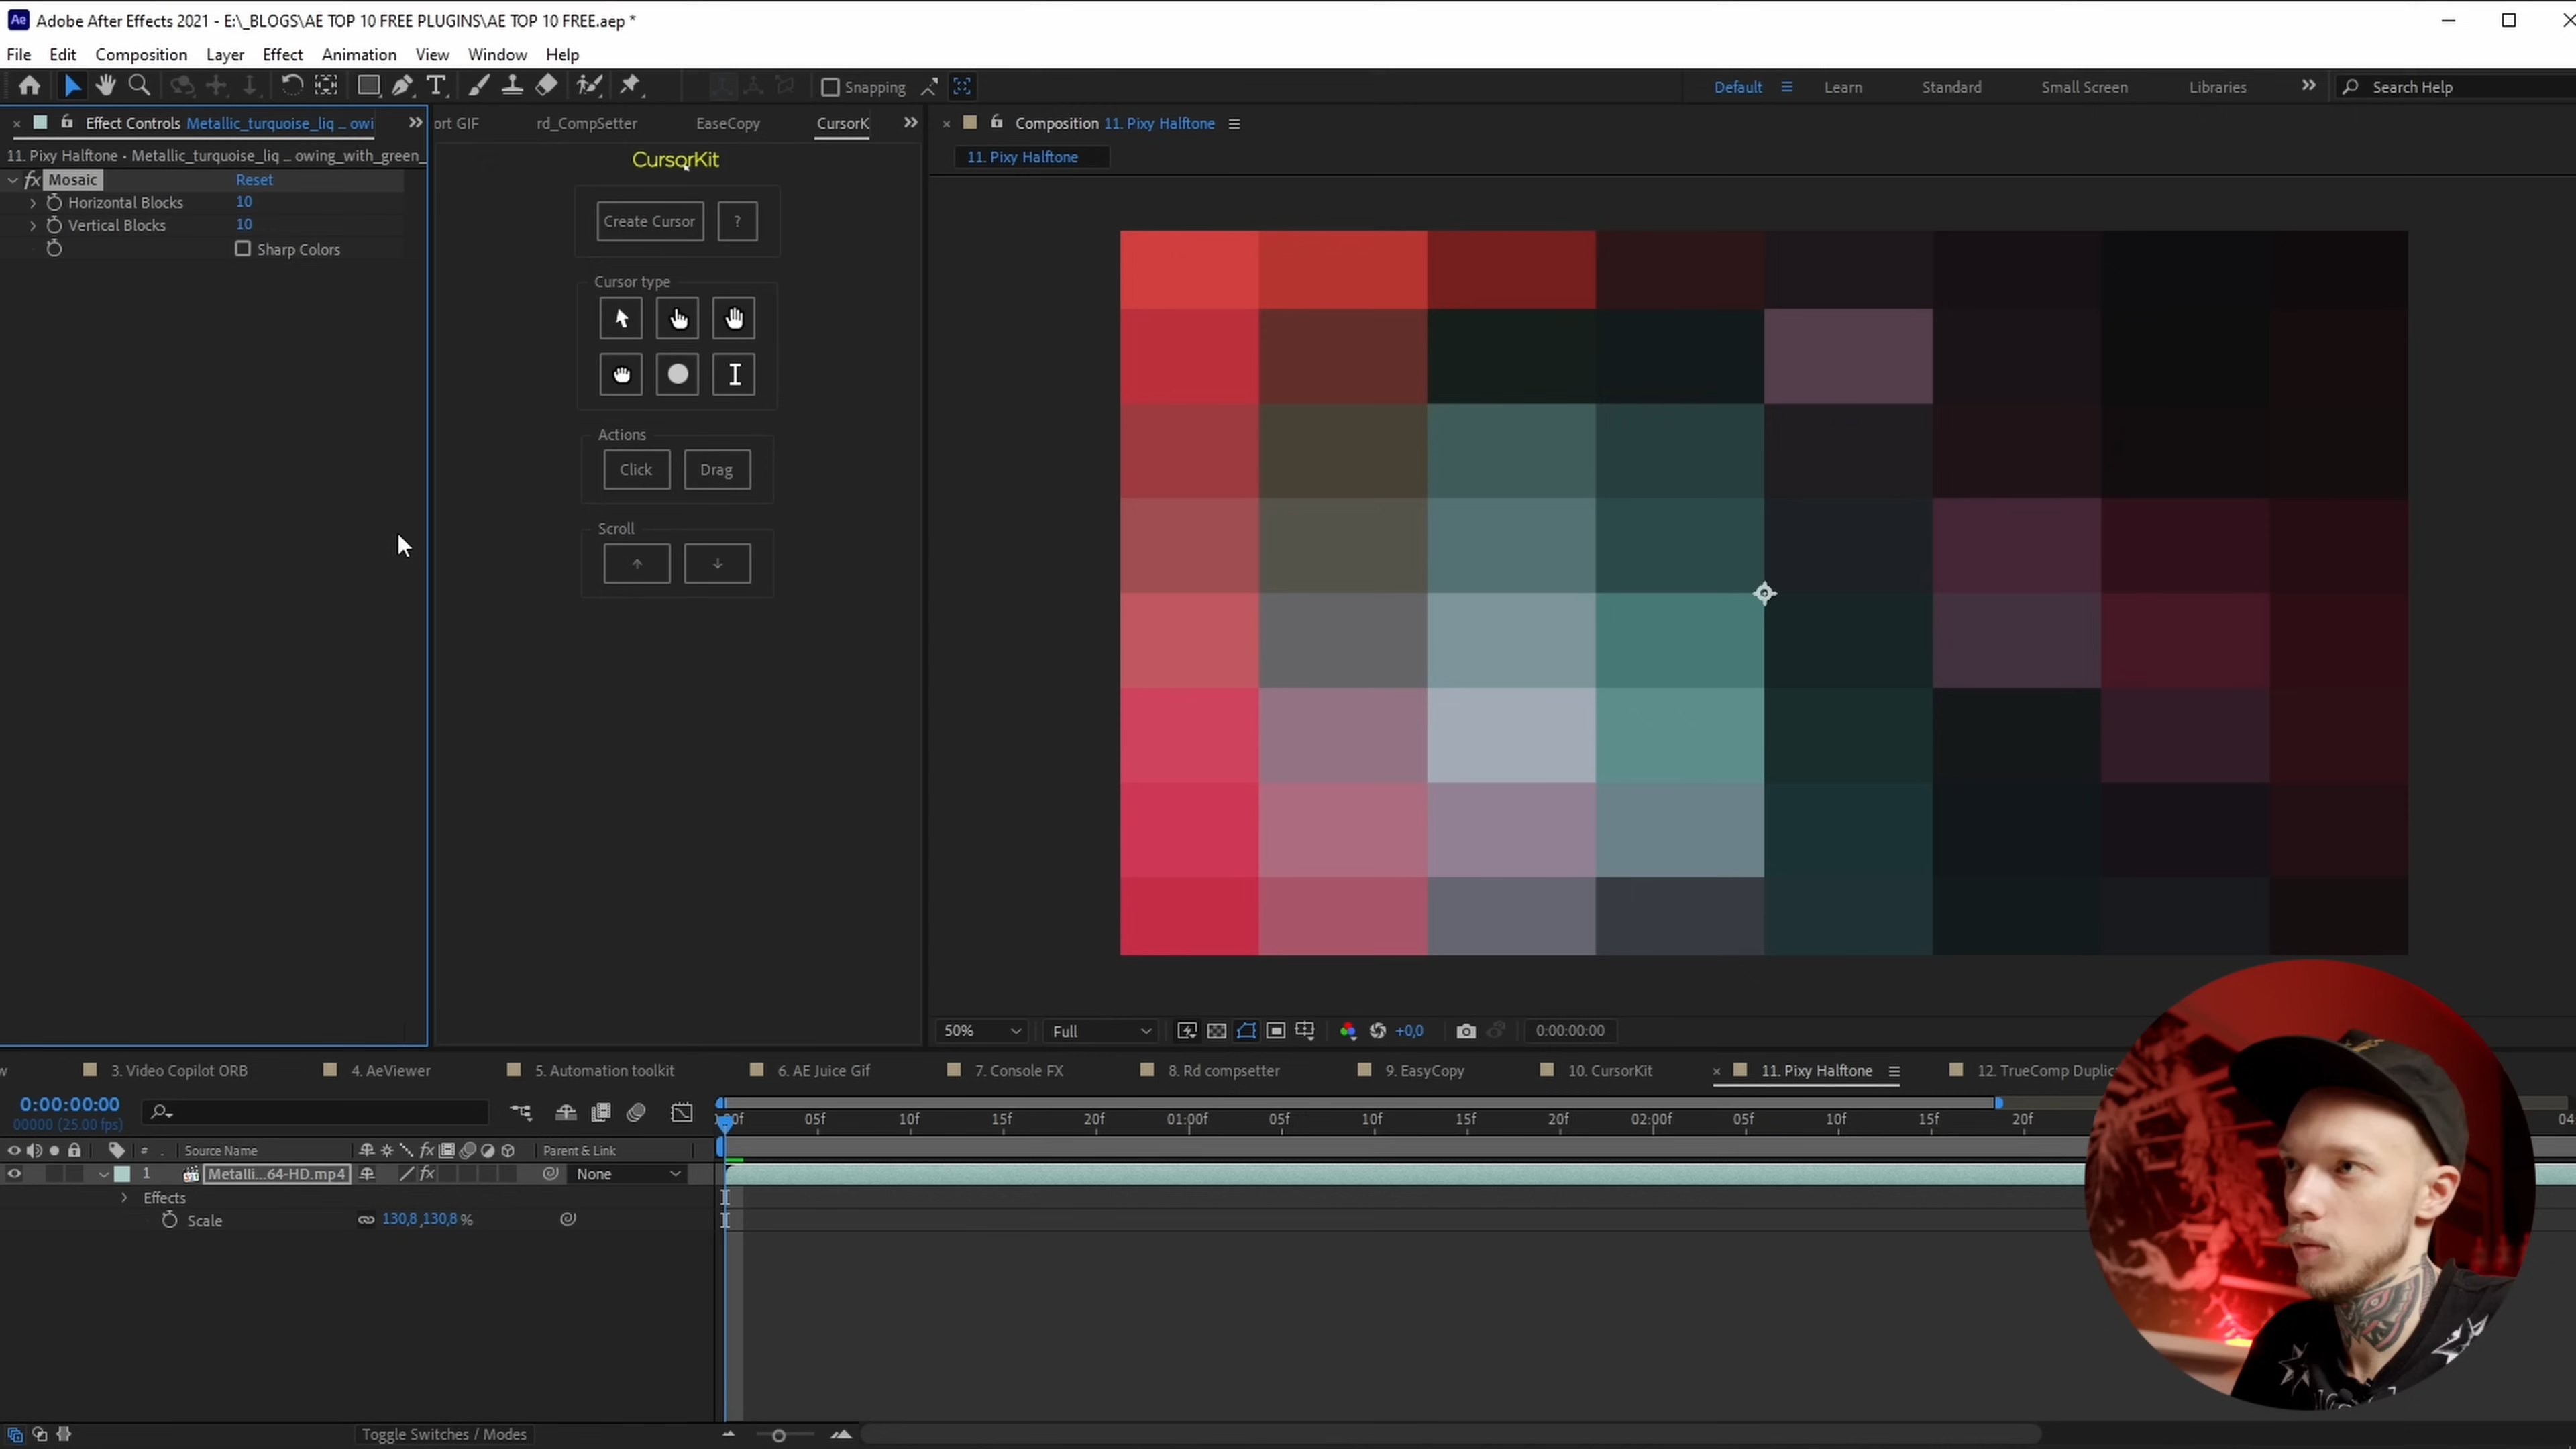 Adobe After Effects 2021 - E:\_BLOGS\AE TOP 10 FREE PLUGINS\AE TOP 10 FREE.aep *
File Edit Composition Layer Effect Animation View Window Help
Snapping
Default Learn Standard Small Screen Libraries Search Help
Effect Controls Metallic_turquoise_liq ... owi
ort GIF rd_CompSetter EaseCopy CursorK
Composition 11. Pixy Halftone
11. Pixy Halftone • Metallic_turquoise_liq ... owing_with_green_
11. Pixy Halftone
CursorKit
fx Mosaic Reset
Horizontal Blocks 10
Vertical Blocks 10
Sharp Colors
Create Cursor ?
Cursor type
Actions
Click Drag
Scroll
50% Full +0,0 0:00:00:00
w 3. Video Copilot ORB 4. AeViewer 5. Automation toolkit 6. AE Juice Gif 7. Console FX 8. Rd compsetter 9. EasyCopy 10. CursorKit 11. Pixy Halftone 12. TrueComp Duplic
0:00:00:00
00000 (25.00 fps)
:00f 05f 10f 15f 20f 01:00f 05f 10f 15f 20f 02:00f 05f 10f 15f 20f 04
# Source Name fx Parent & Link
1 Metalli...64-HD.mp4 fx None
Effects
Scale 130,8,130,8 %
Toggle Switches / Modes